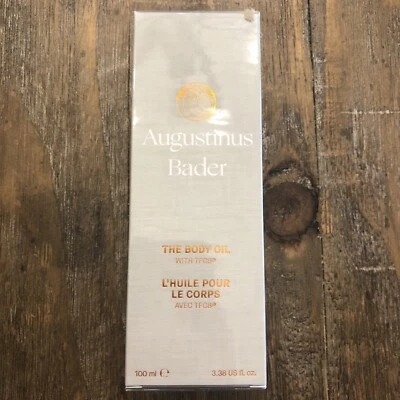 Augustinus
Bader
THE BODY OIL
WITH TFC8®
L'HUILE POUR
LE CORPS
AVEC TFC8®
100 ml ℮
3.38 US fl. oz.